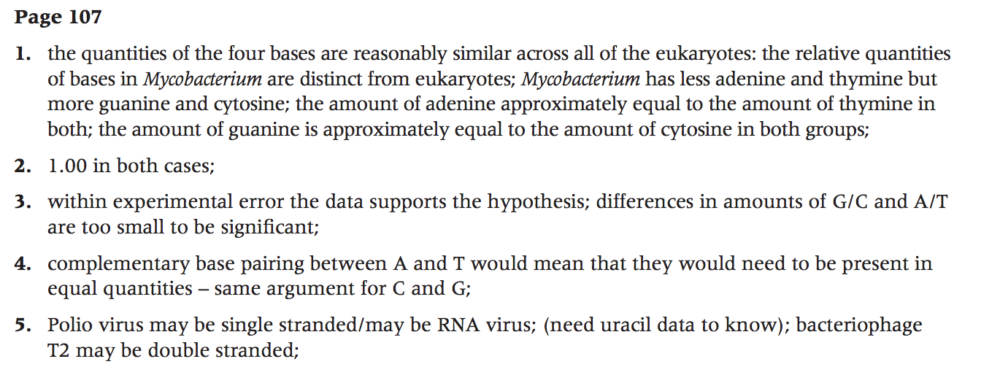 Page 107
1. the quantities of the four bases are reasonably similar across all of the eukaryotes: the relative quantities
of bases in Mycobacterium are distinct from eukaryotes; Mycobacterium has less adenine and thymine but
more guanine and cytosine; the amount of adenine approximately equal to the amount of thymine in
both; the amount of guanine is approximately equal to the amount of cytosine in both groups;
2. 1.00 in both cases;
3. within experimental error the data supports the hypothesis; differences in amounts of G/C and A/T
are too small to be significant;
4. complementary base pairing between A and T would mean that they would need to be present in
equal quantities – same argument for C and G;
5. Polio virus may be single stranded/may be RNA virus; (need uracil data to know); bacteriophage
T2 may be double stranded;